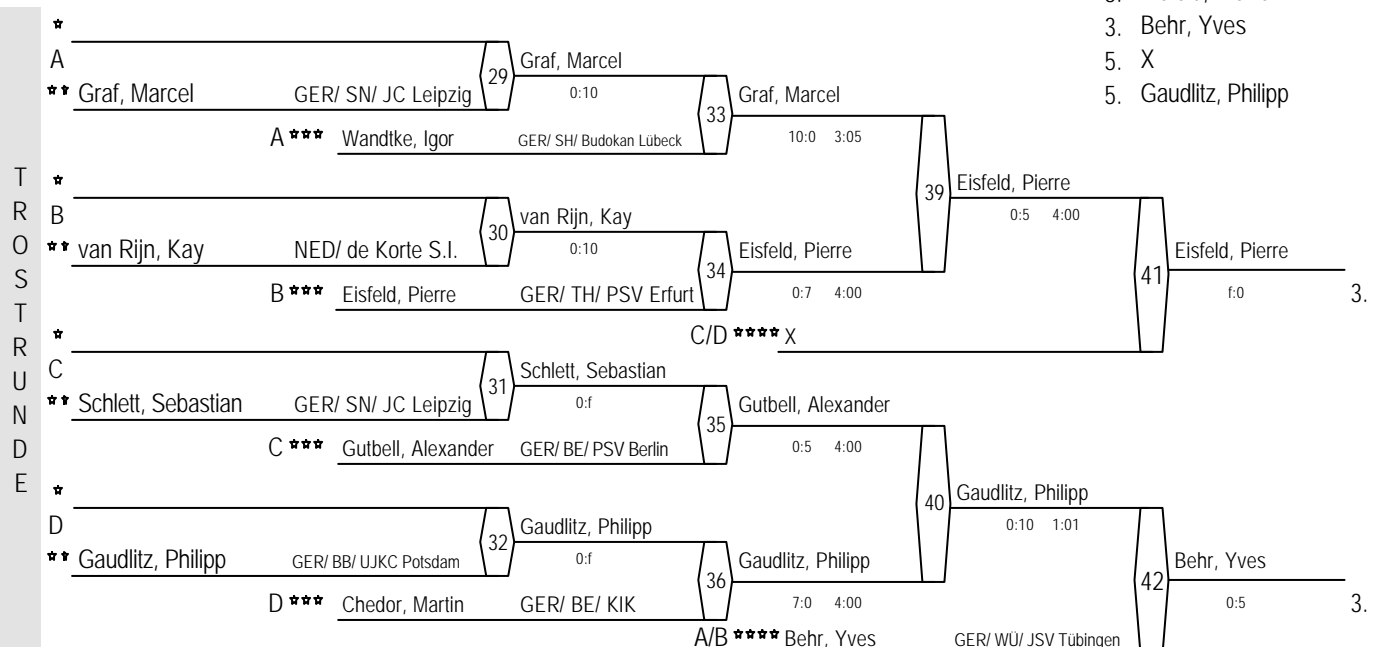 3. Behr, Yves
5. X
5. Gaudlitz, Philipp
TROSTRUNDE
A
Graf, Marcel GER/ SN/ JC Leipzig
29
Graf, Marcel
0:10
A Wandtke, Igor GER/ SH/ Budokan Lübeck
33
Graf, Marcel
10:0 3:05
B
van Rijn, Kay NED/ de Korte S.I.
30
van Rijn, Kay
0:10
B Eisfeld, Pierre GER/ TH/ PSV Erfurt
34
Eisfeld, Pierre
0:7 4:00
39
Eisfeld, Pierre
0:5 4:00
C/D X
41
Eisfeld, Pierre
f:0
3.
C
Schlett, Sebastian GER/ SN/ JC Leipzig
31
Schlett, Sebastian
0:f
C Gutbell, Alexander GER/ BE/ PSV Berlin
35
Gutbell, Alexander
0:5 4:00
D
Gaudlitz, Philipp GER/ BB/ UJKC Potsdam
32
Gaudlitz, Philipp
0:f
D Chedor, Martin GER/ BE/ KIK
36
Gaudlitz, Philipp
7:0 4:00
40
Gaudlitz, Philipp
0:10 1:01
A/B Behr, Yves GER/ WÜ/ JSV Tübingen
42
Behr, Yves
0:5
3.